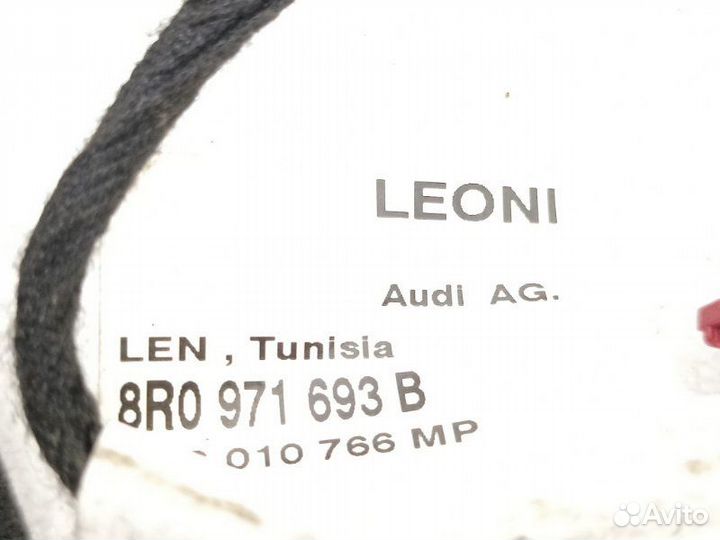 LEONI
Audi AG.
LEN , Tunisia
8R0 971 693 B
010 766 MP
Avito